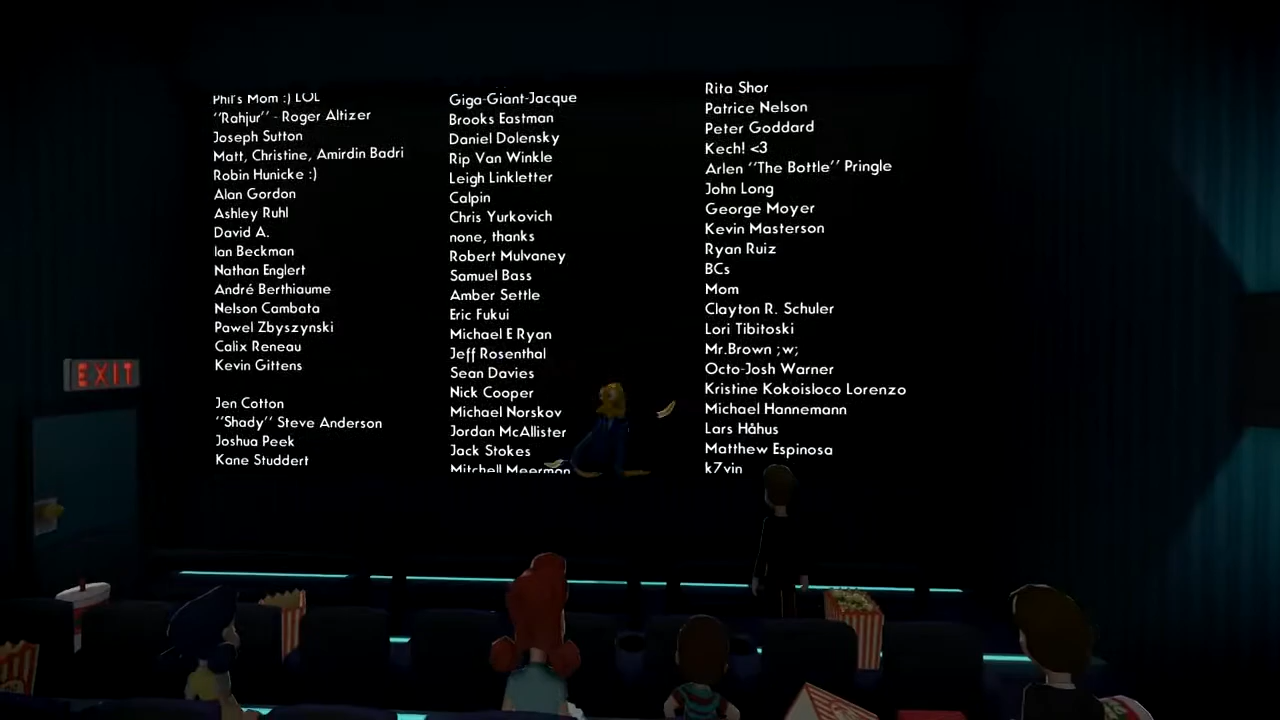 Phil's Mom :) LOL
"Rahjur" - Roger Altizer
Joseph Sutton
Matt, Christine, Amirdin Badri
Robin Hunicke :)
Alan Gordon
Ashley Ruhl
David A.
Ian Beckman
Nathan Englert
André Berthiaume
Nelson Cambata
Pawel Zbyszynski
Calix Reneau
Kevin Gittens
Jen Cotton
"Shady" Steve Anderson
Joshua Peek
Kane Studdert
Giga-Giant-Jacque
Brooks Eastman
Daniel Dolensky
Rip Van Winkle
Leigh Linkletter
Calpin
Chris Yurkovich
none, thanks
Robert Mulvaney
Samuel Bass
Amber Settle
Eric Fukui
Michael E Ryan
Jeff Rosenthal
Sean Davies
Nick Cooper
Michael Norskov
Jordan McAllister
Jack Stokes
Mitchell Meerman
Rita Shor
Patrice Nelson
Peter Goddard
Kech! <3
Arlen "The Bottle" Pringle
John Long
George Moyer
Kevin Masterson
Ryan Ruiz
BCs
Mom
Clayton R. Schuler
Lori Tibitoski
Mr.Brown ;w;
Octo-Josh Warner
Kristine Kokoisloco Lorenzo
Michael Hannemann
Lars Håhus
Matthew Espinosa
k7vin
EXIT